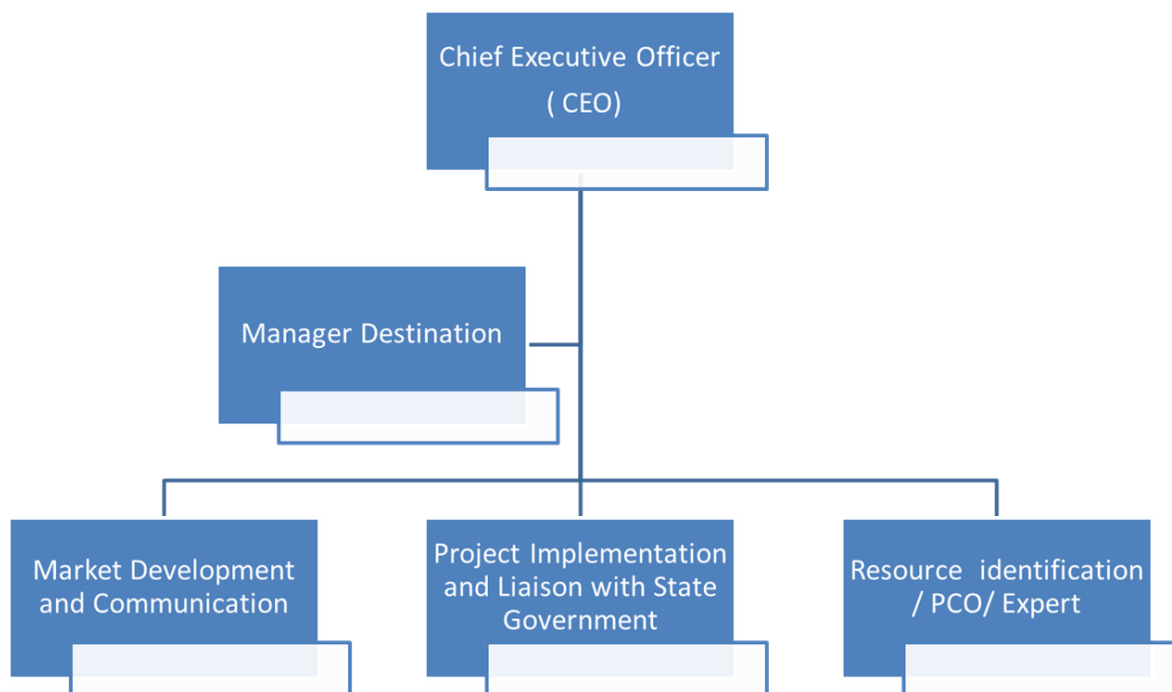 Chief Executive Officer
( CEO)
Manager Destination
Market Development
and Communication
Project Implementation
and Liaison with State
Government
Resource identification
/ PCO/ Expert